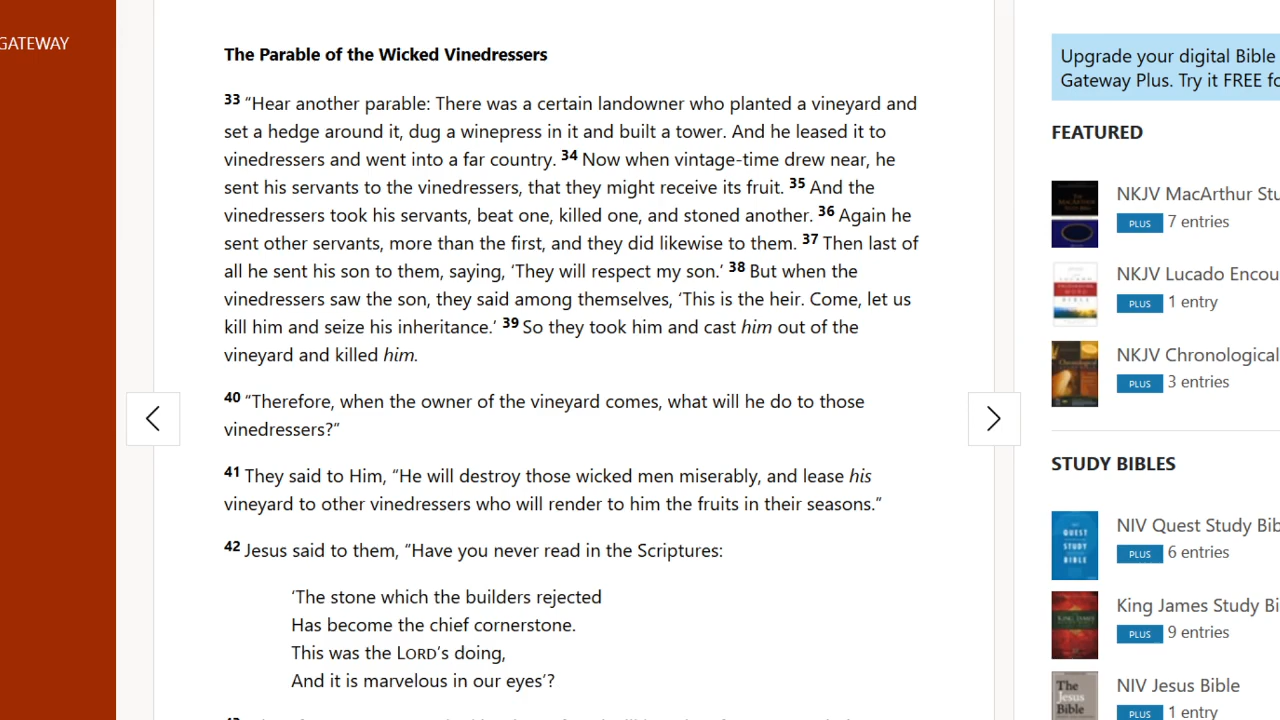 GATEWAY
The Parable of the Wicked Vinedressers
33 “Hear another parable: There was a certain landowner who planted a vineyard and
set a hedge around it, dug a winepress in it and built a tower. And he leased it to
vinedressers and went into a far country. 34 Now when vintage-time drew near, he
sent his servants to the vinedressers, that they might receive its fruit. 35 And the
vinedressers took his servants, beat one, killed one, and stoned another. 36 Again he
sent other servants, more than the first, and they did likewise to them. 37 Then last of
all he sent his son to them, saying, ‘They will respect my son.’ 38 But when the
vinedressers saw the son, they said among themselves, ‘This is the heir. Come, let us
kill him and seize his inheritance.’ 39 So they took him and cast him out of the
vineyard and killed him.
40 “Therefore, when the owner of the vineyard comes, what will he do to those
vinedressers?”
41 They said to Him, “He will destroy those wicked men miserably, and lease his
vineyard to other vinedressers who will render to him the fruits in their seasons.”
42 Jesus said to them, “Have you never read in the Scriptures:
‘The stone which the builders rejected
Has become the chief cornerstone.
This was the LORD’s doing,
And it is marvelous in our eyes’?
Upgrade your digital Bible
Gateway Plus. Try it FREE fo
FEATURED
NKJV MacArthur Stu
PLUS 7 entries
NKJV Lucado Encou
PLUS 1 entry
NKJV Chronological
PLUS 3 entries
STUDY BIBLES
NIV Quest Study Bib
QUEST
STUDY
BIBLE
PLUS 6 entries
King James Study Bi
KING JAMES
PLUS 9 entries
NIV Jesus Bible
The
Jesus
Bible
PLUS 1 entry